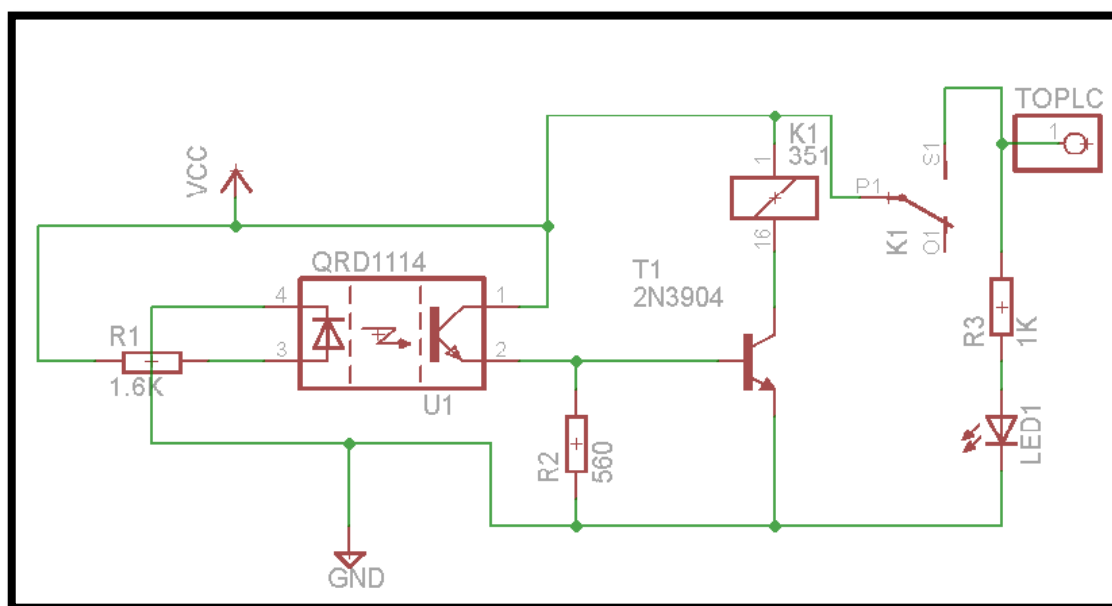 TOPLC
1
K1
351
1
S1
VCC
P1
K1
O1
16
QRD1114
T1
2N3904
4
1
R1
3
2
1.6K
U1
R3
1K
R2
560
LED1
GND